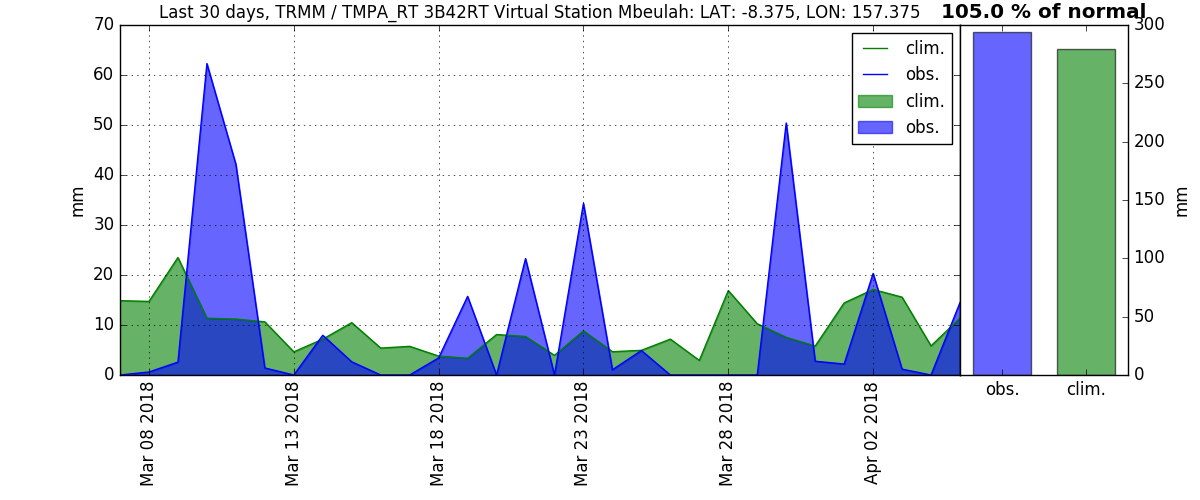 Last 30 days, TRMM / TMPA_RT 3B42RT Virtual Station Mbeulah: LAT: -8.375, LON: 157.375
105.0 % of normal
70
60
50
40
30
20
10
0
mm
clim.
obs.
clim.
obs.
Mar 08 2018
Mar 13 2018
Mar 18 2018
Mar 23 2018
Mar 28 2018
Apr 02 2018
300
250
200
150
100
50
0
mm
obs.
clim.